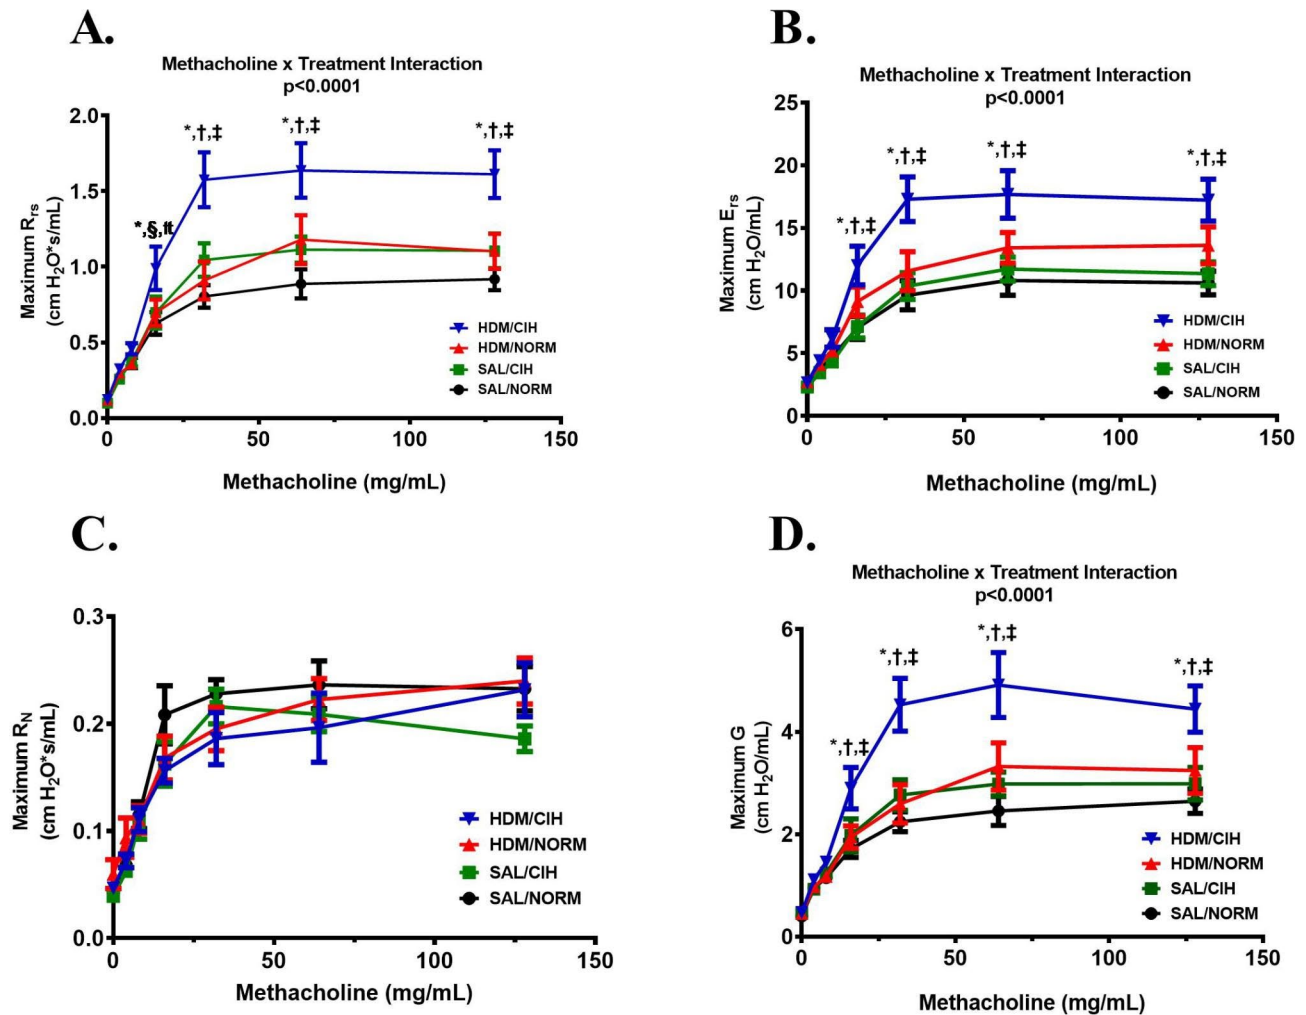 A.
Methacholine x Treatment Interaction
p<0.0001
Maximum Rrs
(cm H2O*s/mL)
2.0
1.5
1.0
0.5
0.0
*,†,‡
*,†,‡
*,†,‡
*,§,#
HDM/CIH
HDM/NORM
SAL/CIH
SAL/NORM
0
50
100
150
Methacholine (mg/mL)
B.
Methacholine x Treatment Interaction
p<0.0001
Maximum Ers
(cm H2O/mL)
25
20
15
10
5
0
*,†,‡
*,†,‡
*,†,‡
*,†,‡
HDM/CIH
HDM/NORM
SAL/CIH
SAL/NORM
0
50
100
150
Methacholine (mg/mL)
C.
Maximum RN
(cm H2O*s/mL)
0.3
0.2
0.1
0.0
HDM/CIH
HDM/NORM
SAL/CIH
SAL/NORM
0
50
100
150
Methacholine (mg/mL)
D.
Methacholine x Treatment Interaction
p<0.0001
Maximum G
(cm H2O/mL)
6
4
2
0
*,†,‡
*,†,‡
*,†,‡
*,†,‡
HDM/CIH
HDM/NORM
SAL/CIH
SAL/NORM
0
50
100
150
Methacholine (mg/mL)